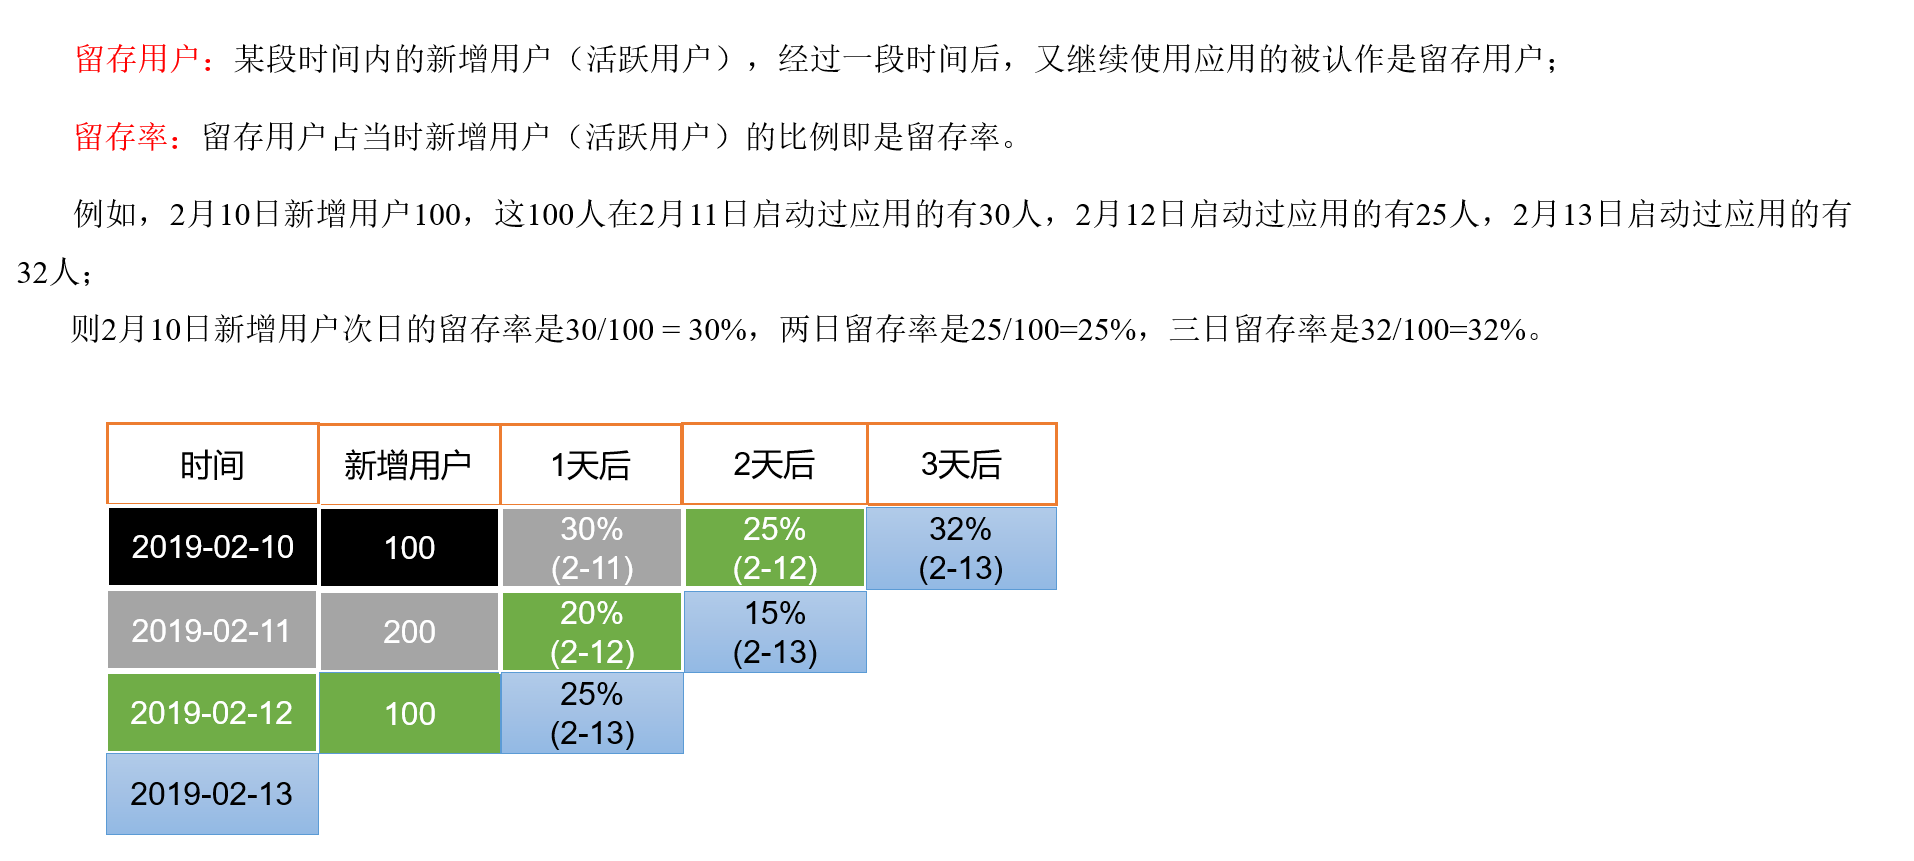 留存用户：某段时间内的新增用户（活跃用户），经过一段时间后，又继续使用应用的被认作是留存用户；
留存率：留存用户占当时新增用户（活跃用户）的比例即是留存率。
例如，2月10日新增用户100，这100人在2月11日启动过应用的有30人，2月12日启动过应用的有25人，2月13日启动过应用的有
32人；
则2月10日新增用户次日的留存率是30/100 = 30%，两日留存率是25/100=25%，三日留存率是32/100=32%。
时间 新增用户 1天后 2天后 3天后
2019-02-10 100 30% 25% 32%
(2-11) (2-12) (2-13)
2019-02-11 200 20% 15%
(2-12) (2-13)
2019-02-12 100 25%
(2-13)
2019-02-13